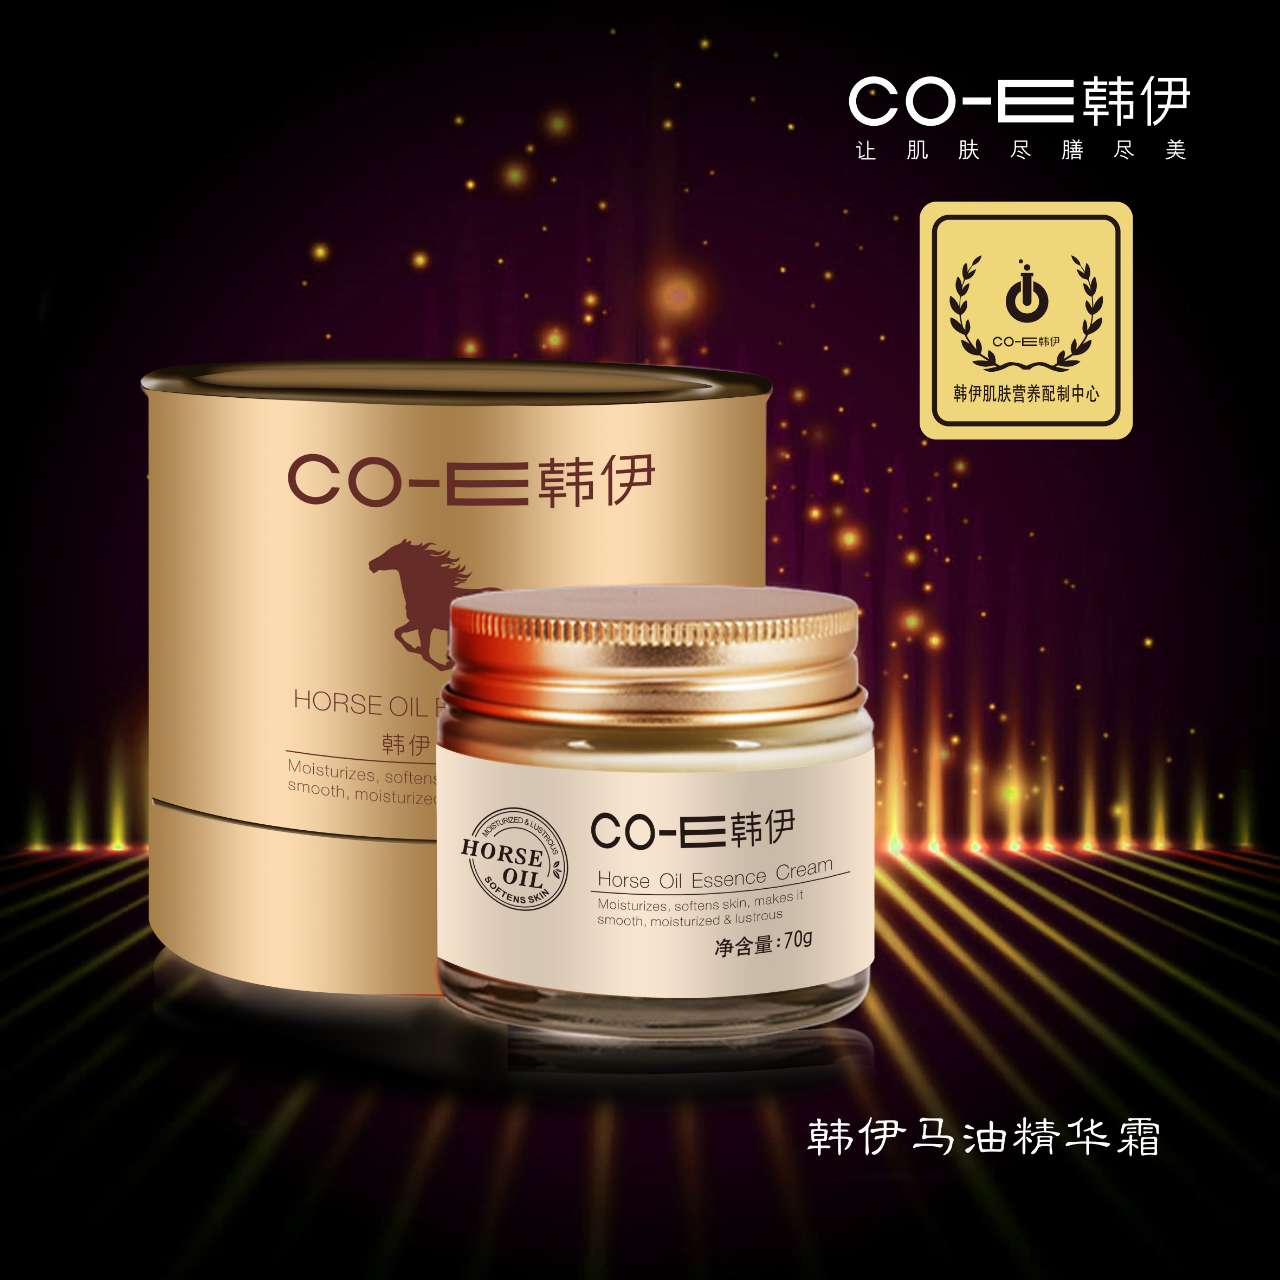 CO-E韩伊
让肌肤尽膳尽美
CO-E韩伊
韩伊肌肤营养配制中心
CO-E韩伊
HORSE OIL
韩伊
Moisturizes, softens
smooth, moisturized
MOISTURIZED & LUSTROUS
HORSE
OIL
SOFTENS SKIN
CO-E韩伊
Horse Oil Essence Cream
Moisturizes, softens skin, makes it
smooth, moisturized & lustrous
净含量:70g
韩伊马油精华霜